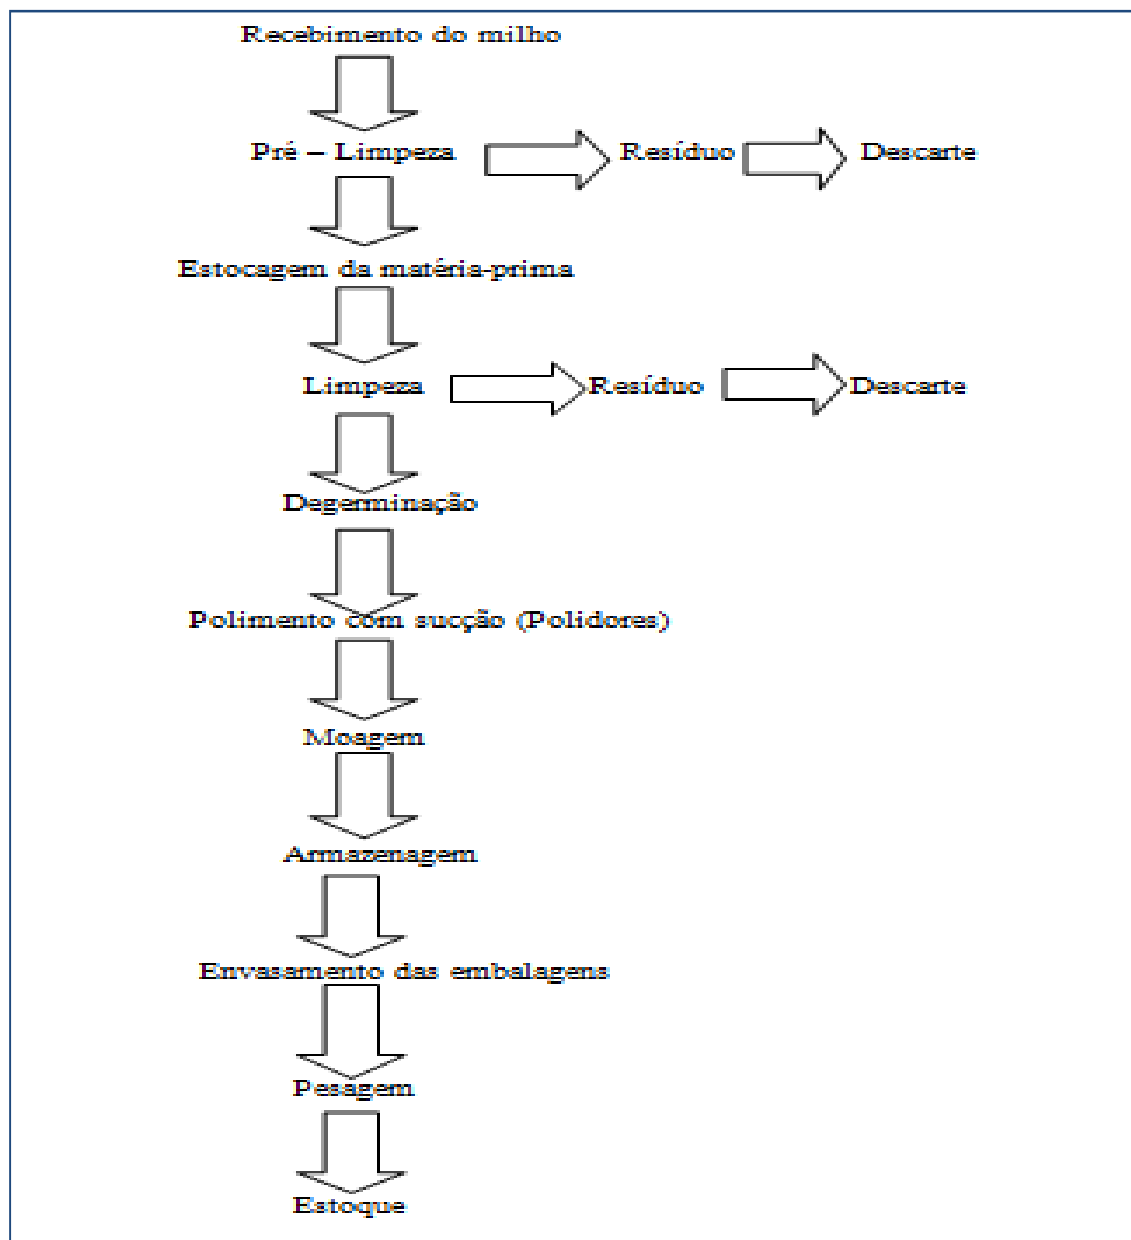 Recebimento do milho
Pré – Limpeza Resíduo Descarte
Estocagem da matéria-prima
Limpeza Resíduo Descarte
Degerminação
Polimento com sucção (Polidores)
Moagem
Armazenagem
Envasamento das embalagens
Pesagem
Estoque